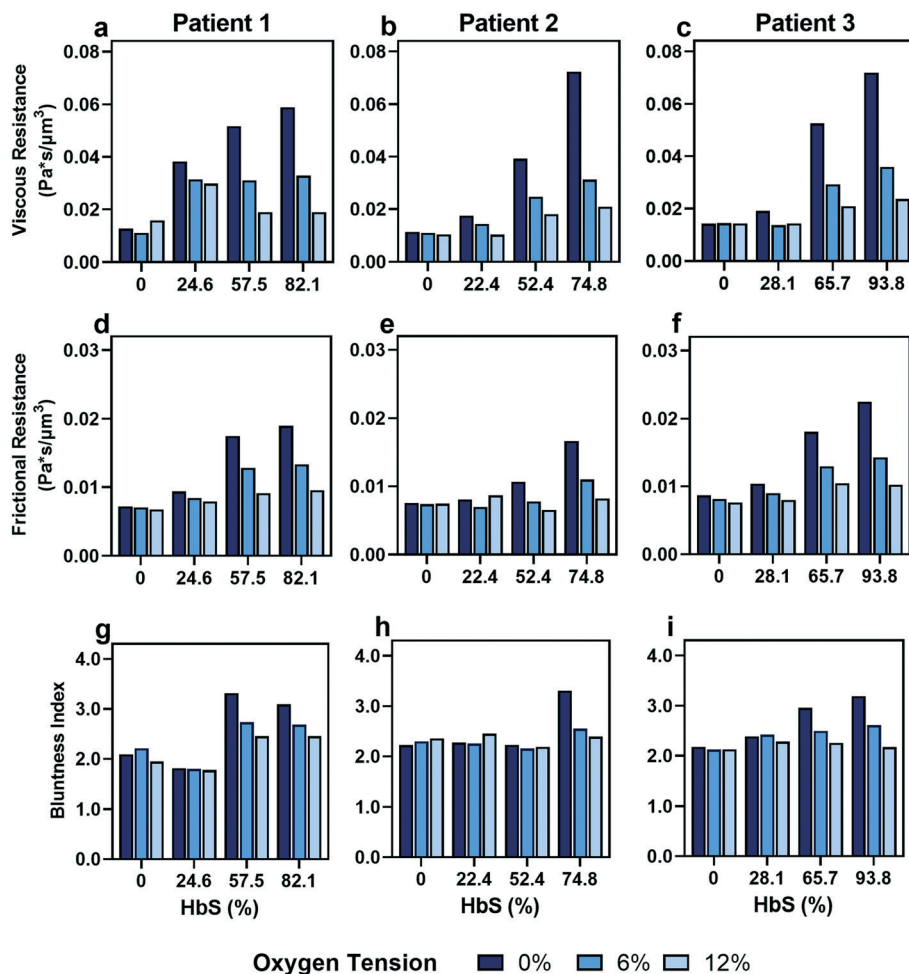 Patient 1
Patient 2
Patient 3
a
b
c
Viscous Resistance
(Pa*s/µm³)
0.08
0.06
0.04
0.02
0.00
0.08
0.06
0.04
0.02
0.00
0.08
0.06
0.04
0.02
0.00
0 24.6 57.5 82.1
0 22.4 52.4 74.8
0 28.1 65.7 93.8
d
e
f
Frictional Resistance
(Pa*s/µm³)
0.03
0.02
0.01
0.00
0.03
0.02
0.01
0.00
0.03
0.02
0.01
0.00
0 24.6 57.5 82.1
0 22.4 52.4 74.8
0 28.1 65.7 93.8
g
h
i
Bluntness Index
4.0
3.0
2.0
1.0
0.0
4.0
3.0
2.0
1.0
0.0
4.0
3.0
2.0
1.0
0.0
0 24.6 57.5 82.1
0 22.4 52.4 74.8
0 28.1 65.7 93.8
HbS (%)
HbS (%)
HbS (%)
Oxygen Tension 0% 6% 12%